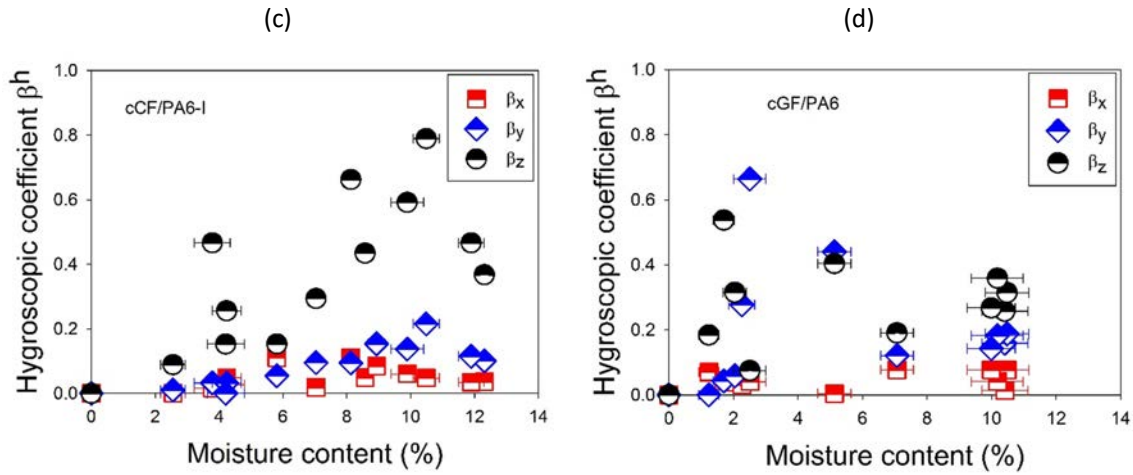 (c)
Hygroscopic coefficient βʰ
1.0
0.8
0.6
0.4
0.2
0.0
cCF/PA6-I
βx
βy
βz
0 2 4 6 8 10 12 14
Moisture content (%)
(d)
Hygroscopic coefficient βʰ
1.0
0.8
0.6
0.4
0.2
0.0
cGF/PA6
βx
βy
βz
0 2 4 6 8 10 12 14
Moisture content (%)